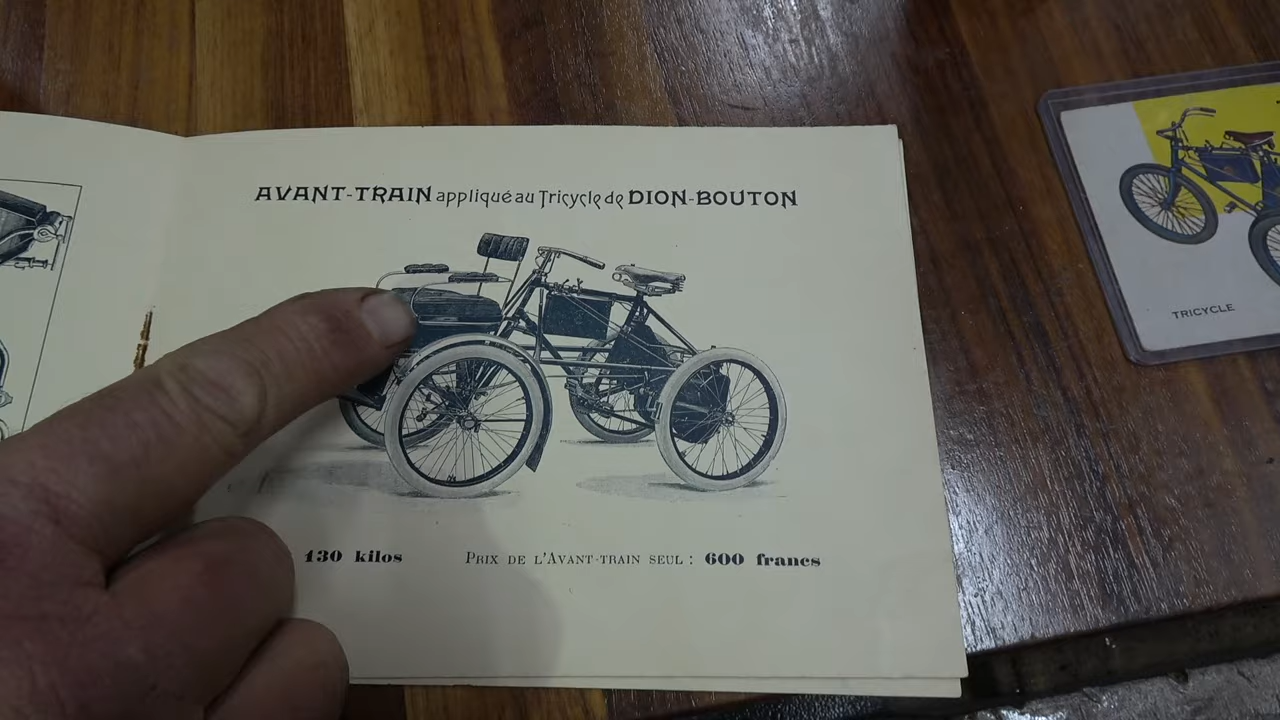 AVANT-TRAIN appliqué au Tricycle de DION-BOUTON
130 kilos PRIX DE L'AVANT-TRAIN SEUL : 600 francs
TRICYCLE